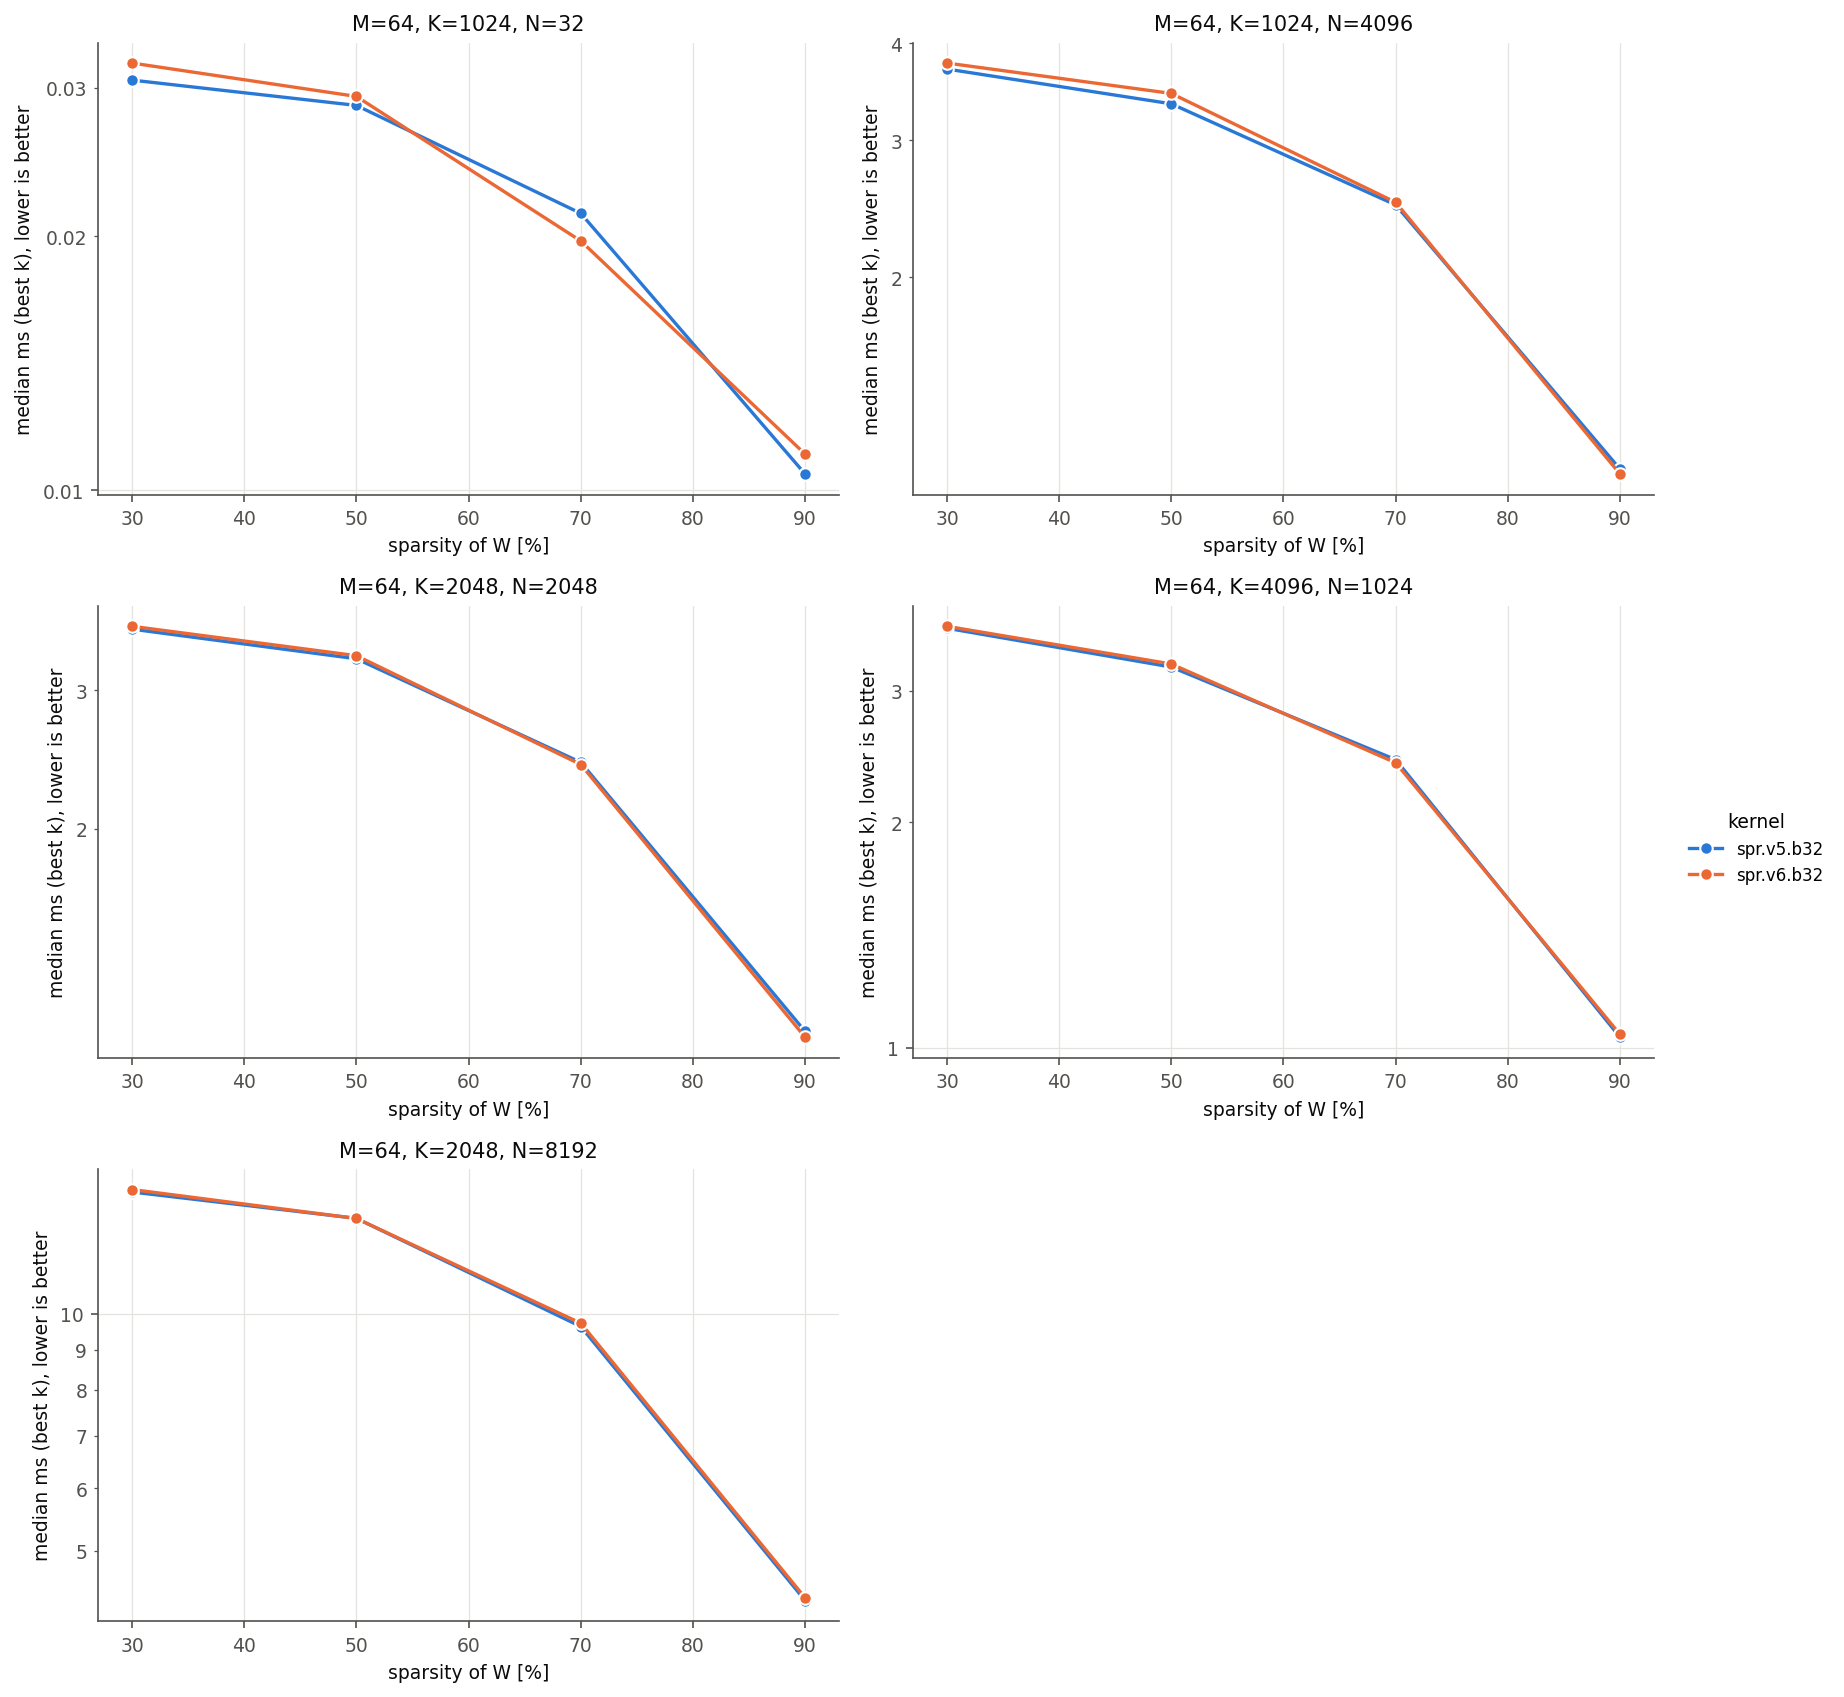 M=64, K=1024, N=32
median ms (best k), lower is better
0.03
0.02
0.01
30 40 50 60 70 80 90
sparsity of W [%]
M=64, K=1024, N=4096
median ms (best k), lower is better
4
3
2
30 40 50 60 70 80 90
sparsity of W [%]
M=64, K=2048, N=2048
median ms (best k), lower is better
3
2
30 40 50 60 70 80 90
sparsity of W [%]
M=64, K=4096, N=1024
median ms (best k), lower is better
3
2
1
30 40 50 60 70 80 90
sparsity of W [%]
kernel
spr.v5.b32
spr.v6.b32
M=64, K=2048, N=8192
median ms (best k), lower is better
10
9
8
7
6
5
30 40 50 60 70 80 90
sparsity of W [%]